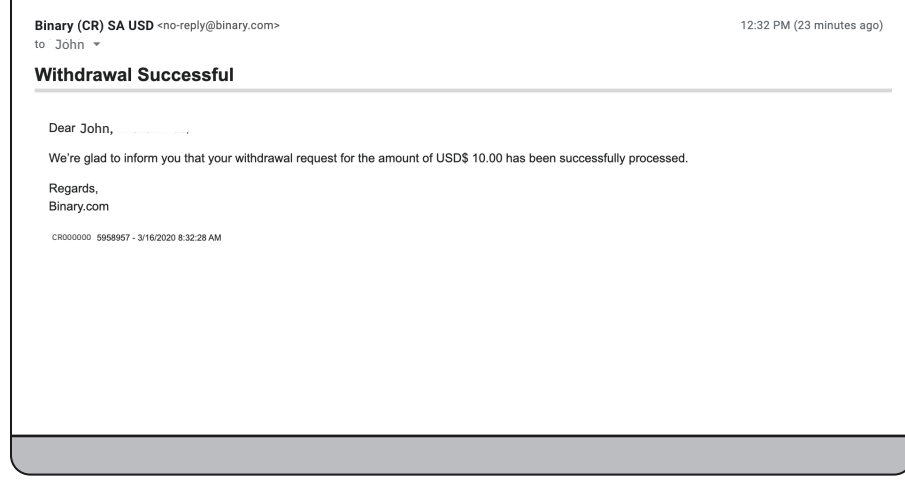 Binary (CR) SA USD <no-reply@binary.com>
12:32 PM (23 minutes ago)
to John
Withdrawal Successful
Dear John,
We're glad to inform you that your withdrawal request for the amount of USD$ 10.00 has been successfully processed.
Regards,
Binary.com
CR000000 5958957 - 3/16/2020 8:32:28 AM